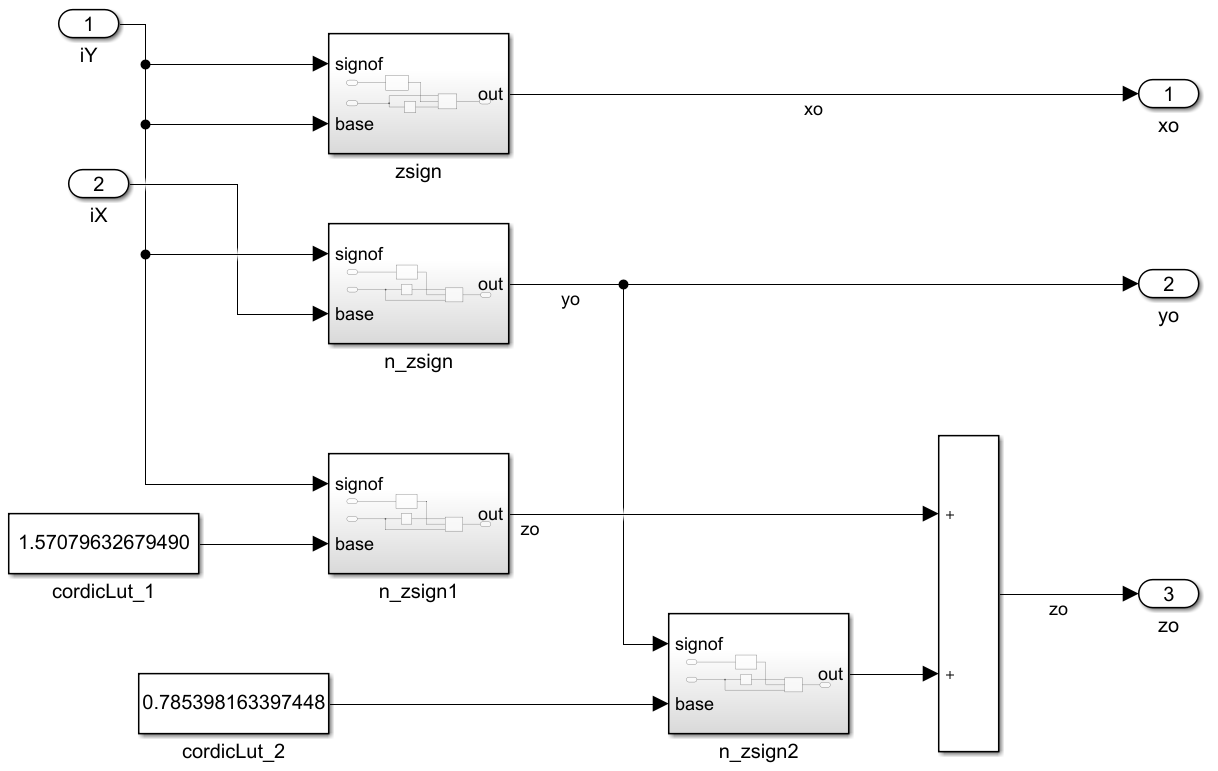 1
iY
signof
base
out
zsign
xo
1
xo
2
iX
signof
base
out
n_zsign
yo
2
yo
signof
base
out
n_zsign1
zo
1.57079632679490
cordicLut_1
+
+
zo
3
zo
signof
base
out
n_zsign2
0.785398163397448
cordicLut_2